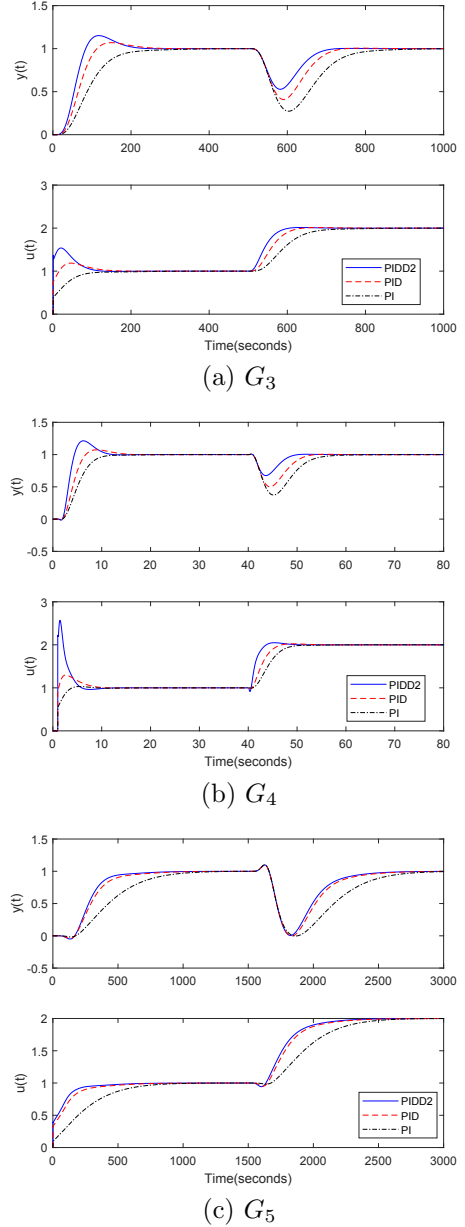 1.5
1
0.5
0
y(t)
0 200 400 600 800 1000
3
2
1
0
u(t)
PIDD2
PID
PI
0 200 400 600 800 1000
Time(seconds)
(a) G3
1.5
1
0.5
0
-0.5
y(t)
0 10 20 30 40 50 60 70 80
3
2
1
0
u(t)
PIDD2
PID
PI
0 10 20 30 40 50 60 70 80
Time(seconds)
(b) G4
1.5
1
0.5
0
-0.5
y(t)
0 500 1000 1500 2000 2500 3000
2
1.5
1
0.5
0
u(t)
PIDD2
PID
PI
0 500 1000 1500 2000 2500 3000
Time(seconds)
(c) G5